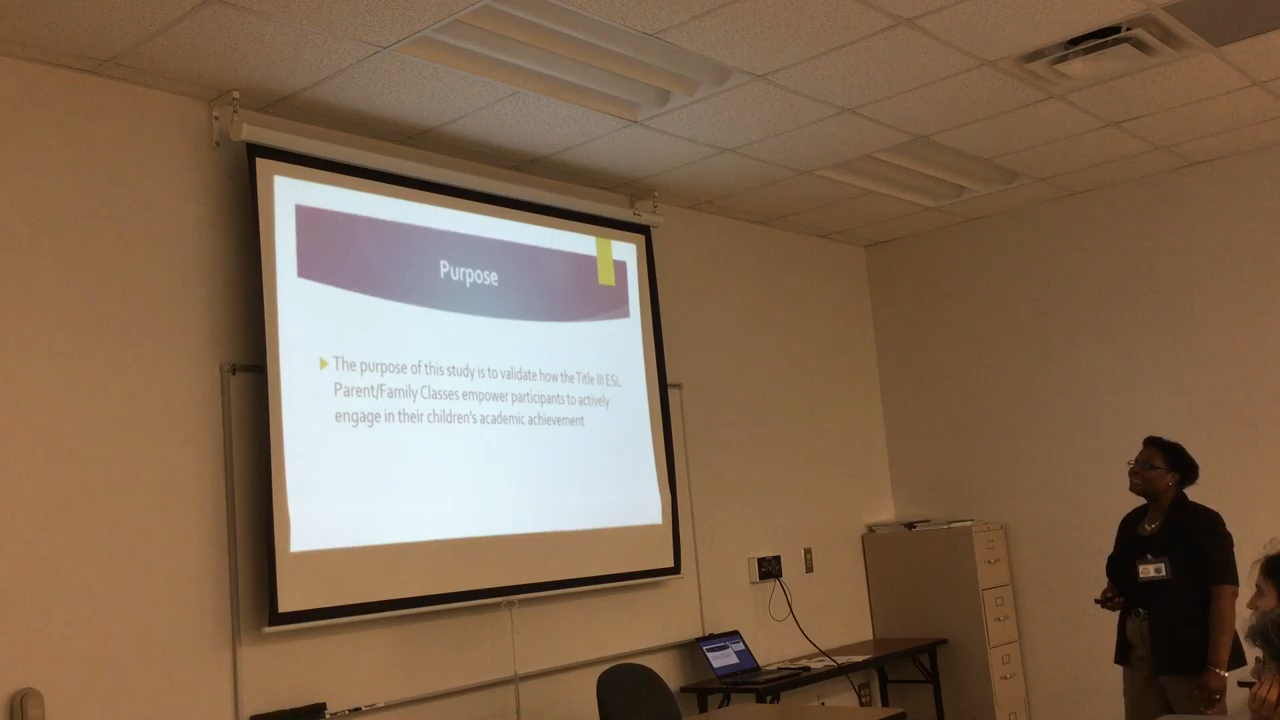 Purpose
The purpose of this study is to validate how the Title III ESL
Parent/Family Classes empower participants to actively
engage in their children's academic achievement